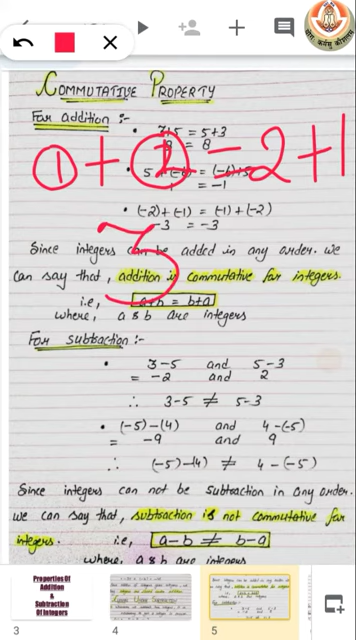 COMMUTATIVE PROPERTY
For addition :-
3+5 = 5+3
8 = 8
① + ② = 2 + 1
5 + (-6) = (-6) + 5
-1 = -1
(-2) + (-1) = (-1) + (-2)
-3 = -3
3
Since integers can be added in any order. we
can say that, addition is commutative for integers.
i.e, a+b = b+a
where, a & b are integers
For subtraction :-
3-5 and 5-3
= -2 and 2
∴ 3-5 ≠ 5-3
(-5)-(4) and 4-(-5)
= -9 and 9
∴ (-5)-(4) ≠ 4-(-5)
Since integers can not be subtraction in any order.
we can say that, subtraction is not commutative for
integers. i.e, a-b ≠ b-a
where, a & b are integers
Properties Of
Addition
&
Subtraction
Of Integers
3
4
5